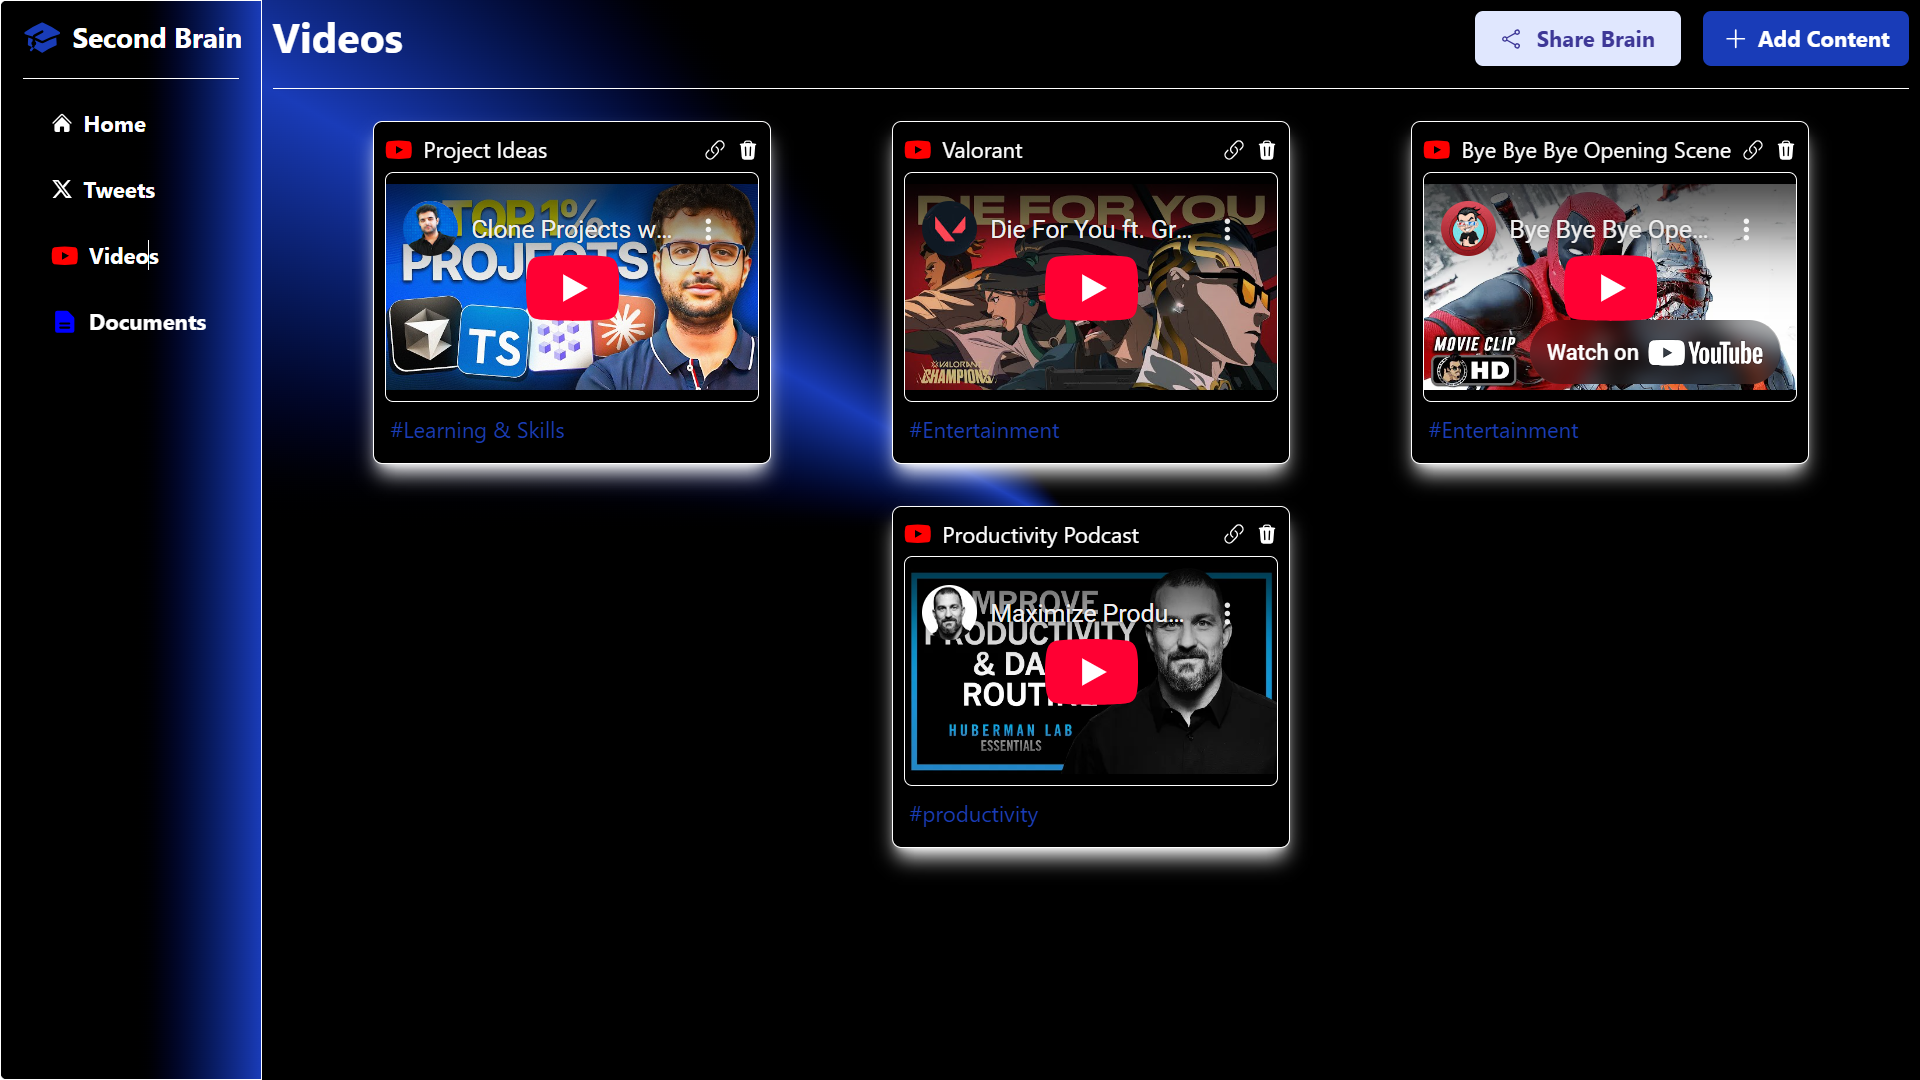 Second Brain
Home
Tweets
Videos
Documents
Videos
Share Brain
Add Content
Project Ideas
TOP 1%
Clone Projects w...
PROJECTS
TS
#Learning & Skills
Valorant
DIE FOR YOU
Die For You ft. Gr...
VALORANT
CHAMPIONS
#Entertainment
Bye Bye Bye Opening Scene
Bye Bye Bye Ope...
MOVIE CLIP
HD
Watch on YouTube
#Entertainment
Productivity Podcast
IMPROVE
Maximize Produ...
PRODUCTIVITY
& DA
ROUTINE
HUBERMAN LAB
ESSENTIALS
#productivity